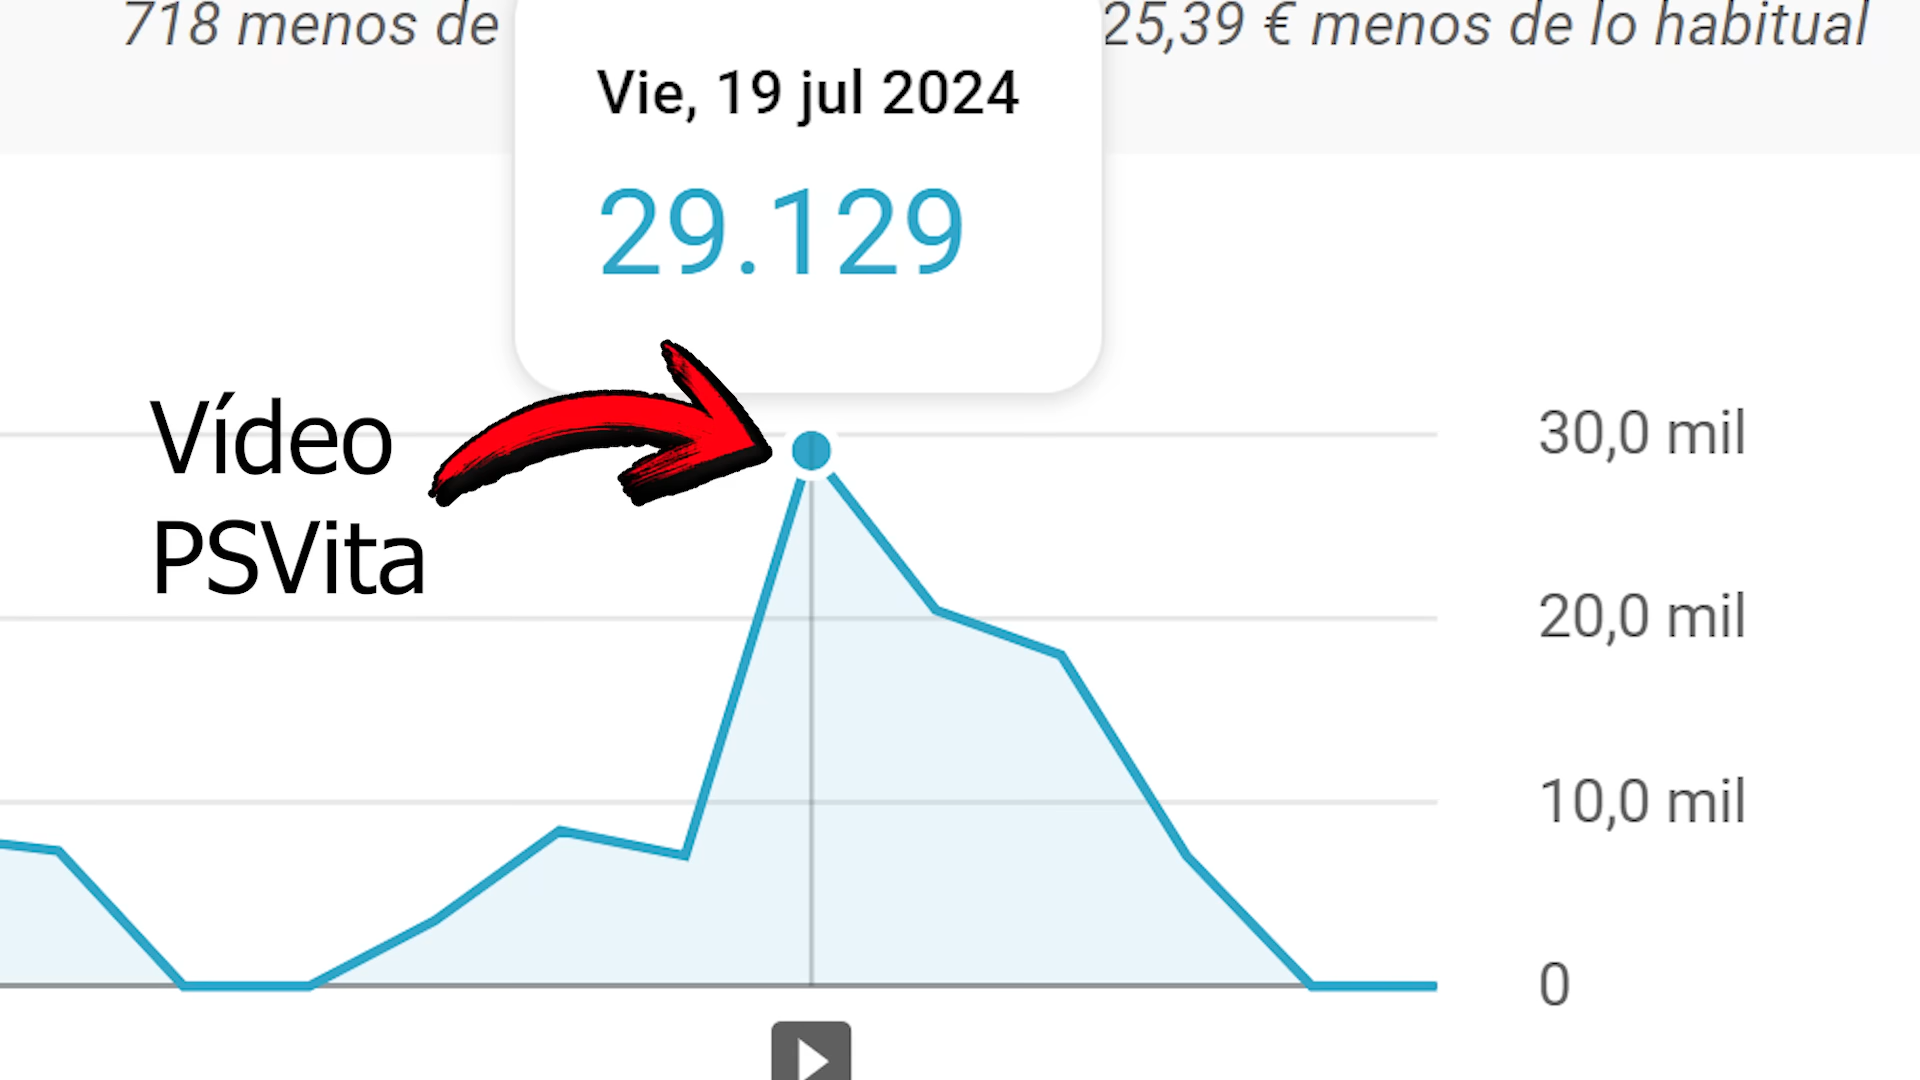 718 menos de
25,39 € menos de lo habitual
Vie, 19 jul 2024
29.129
Vídeo
PSVita
30,0 mil
20,0 mil
10,0 mil
0